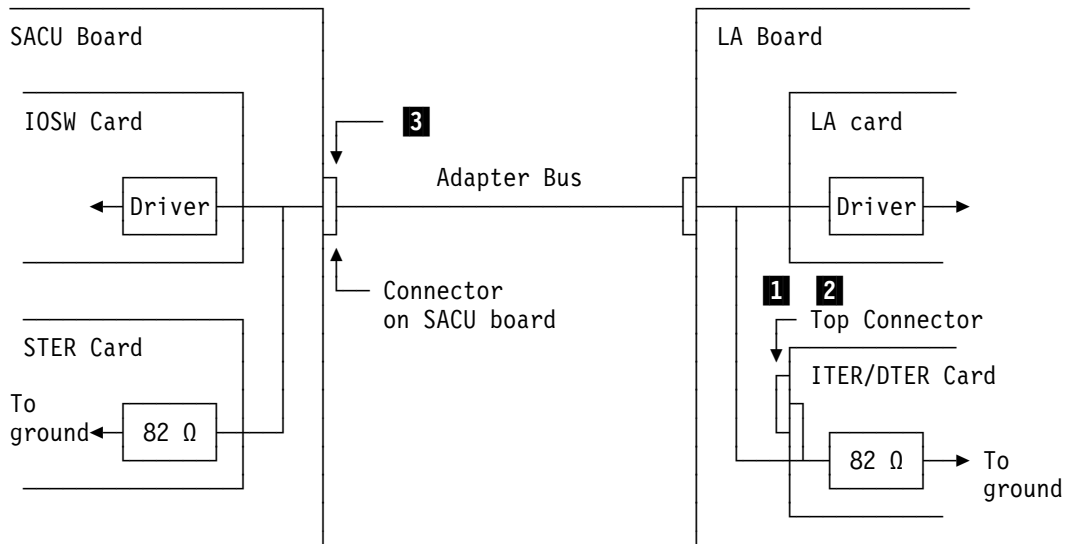 SACU Board
LA Board
IOSW Card
3
LA card
Adapter Bus
Driver
Driver
Connector
on SACU board
1 2
Top Connector
STER Card
ITER/DTER Card
To
ground
82 Ω
82 Ω
To
ground